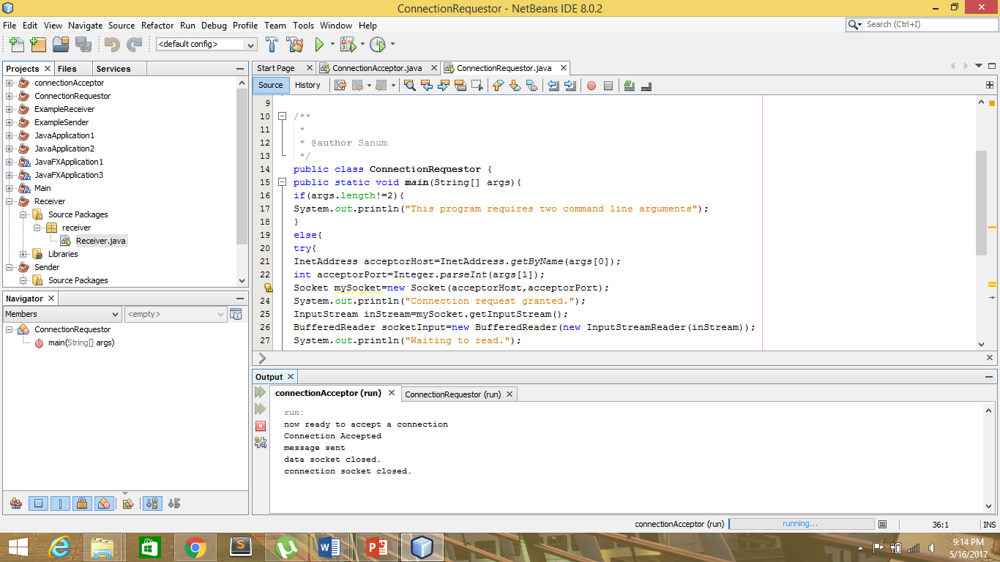 ConnectionRequestor - NetBeans IDE 8.0.2
File Edit View Navigate Source Refactor Run Debug Profile Team Tools Window Help
Search (Ctrl+I)
<default config>
Projects Files Services
connectionAcceptor
ConnectionRequestor
ExampleReceiver
ExampleSender
JavaApplication1
JavaApplication2
JavaFXApplication1
JavaFXApplication3
Main
Receiver
Source Packages
receiver
Receiver.java
Libraries
Sender
Source Packages
Navigator
Members <empty>
ConnectionRequestor
main(String[] args)
Start Page ConnectionAcceptor.java ConnectionRequestor.java
Source History
9
10 /**
11 *
12 * @author Sanum
13 */
14 public class ConnectionRequestor {
15 public static void main(String[] args){
16 if(args.length!=2){
17 System.out.println("This program requires two command line arguments");
18 }
19 else{
20 try{
21 InetAddress acceptorHost=InetAddress.getByName(args[0]);
22 int acceptorPort=Integer.parseInt(args[1]);
Socket mySocket=new Socket(acceptorHost,acceptorPort);
24 System.out.println("Connection request granted.");
25 InputStream inStream=mySocket.getInputStream();
26 BufferedReader socketInput=new BufferedReader(new InputStreamReader(inStream));
27 System.out.println("Waiting to read.");
Output
connectionAcceptor (run) ConnectionRequestor (run)
run:
now ready to accept a connection
Connection Accepted
message sent
data socket closed.
connection socket closed.
connectionAcceptor (run) running... 36:1 INS
9:14 PM
5/16/2017